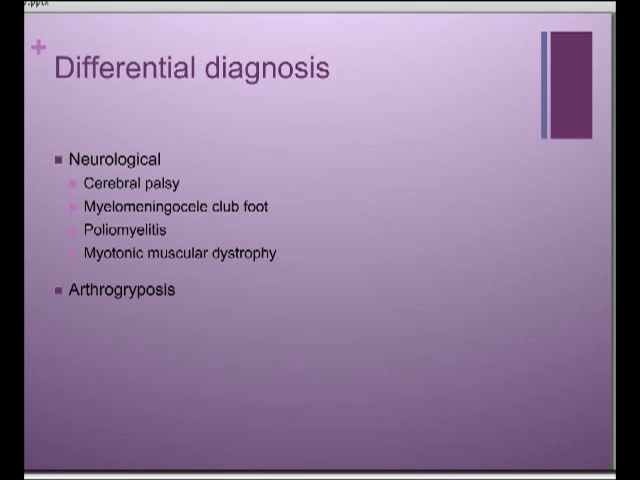 +
Differential diagnosis
Neurological
Cerebral palsy
Myelomeningocele club foot
Poliomyelitis
Myotonic muscular dystrophy
Arthrogryposis